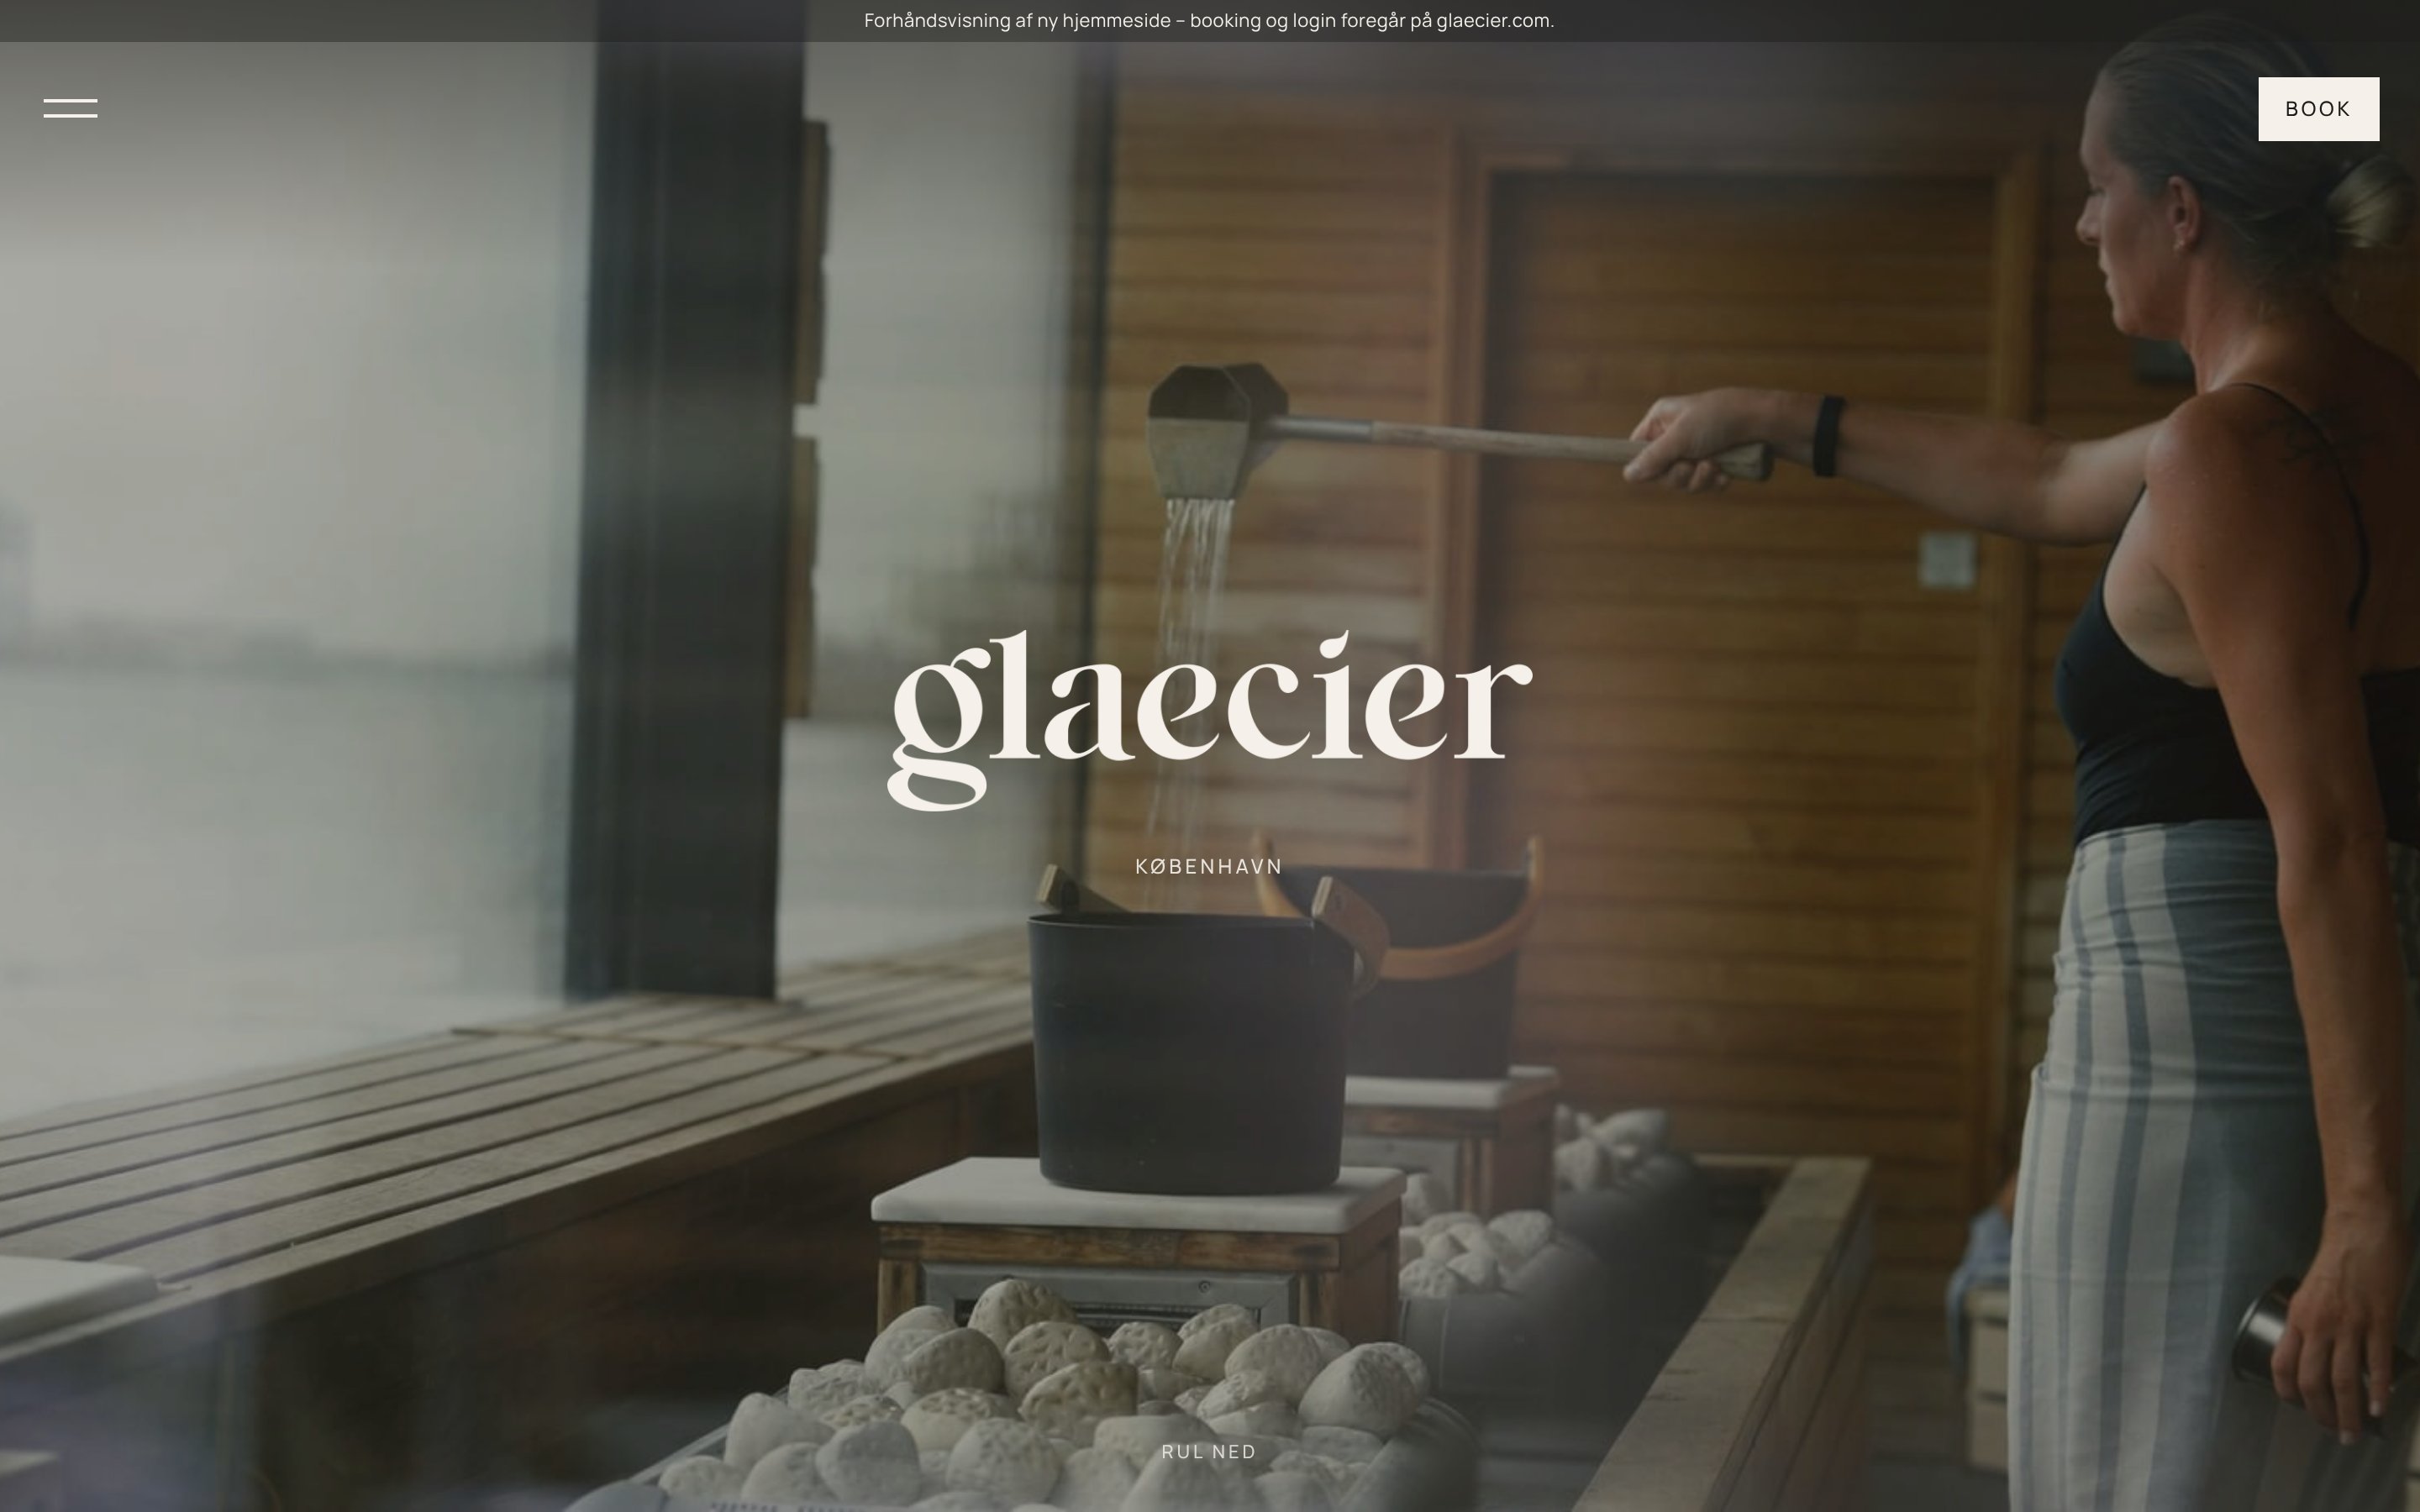 Forhåndsvisning af ny hjemmeside – booking og login foregår på glaecier.com.
BOOK
glaecier
KØBENHAVN
RUL NED